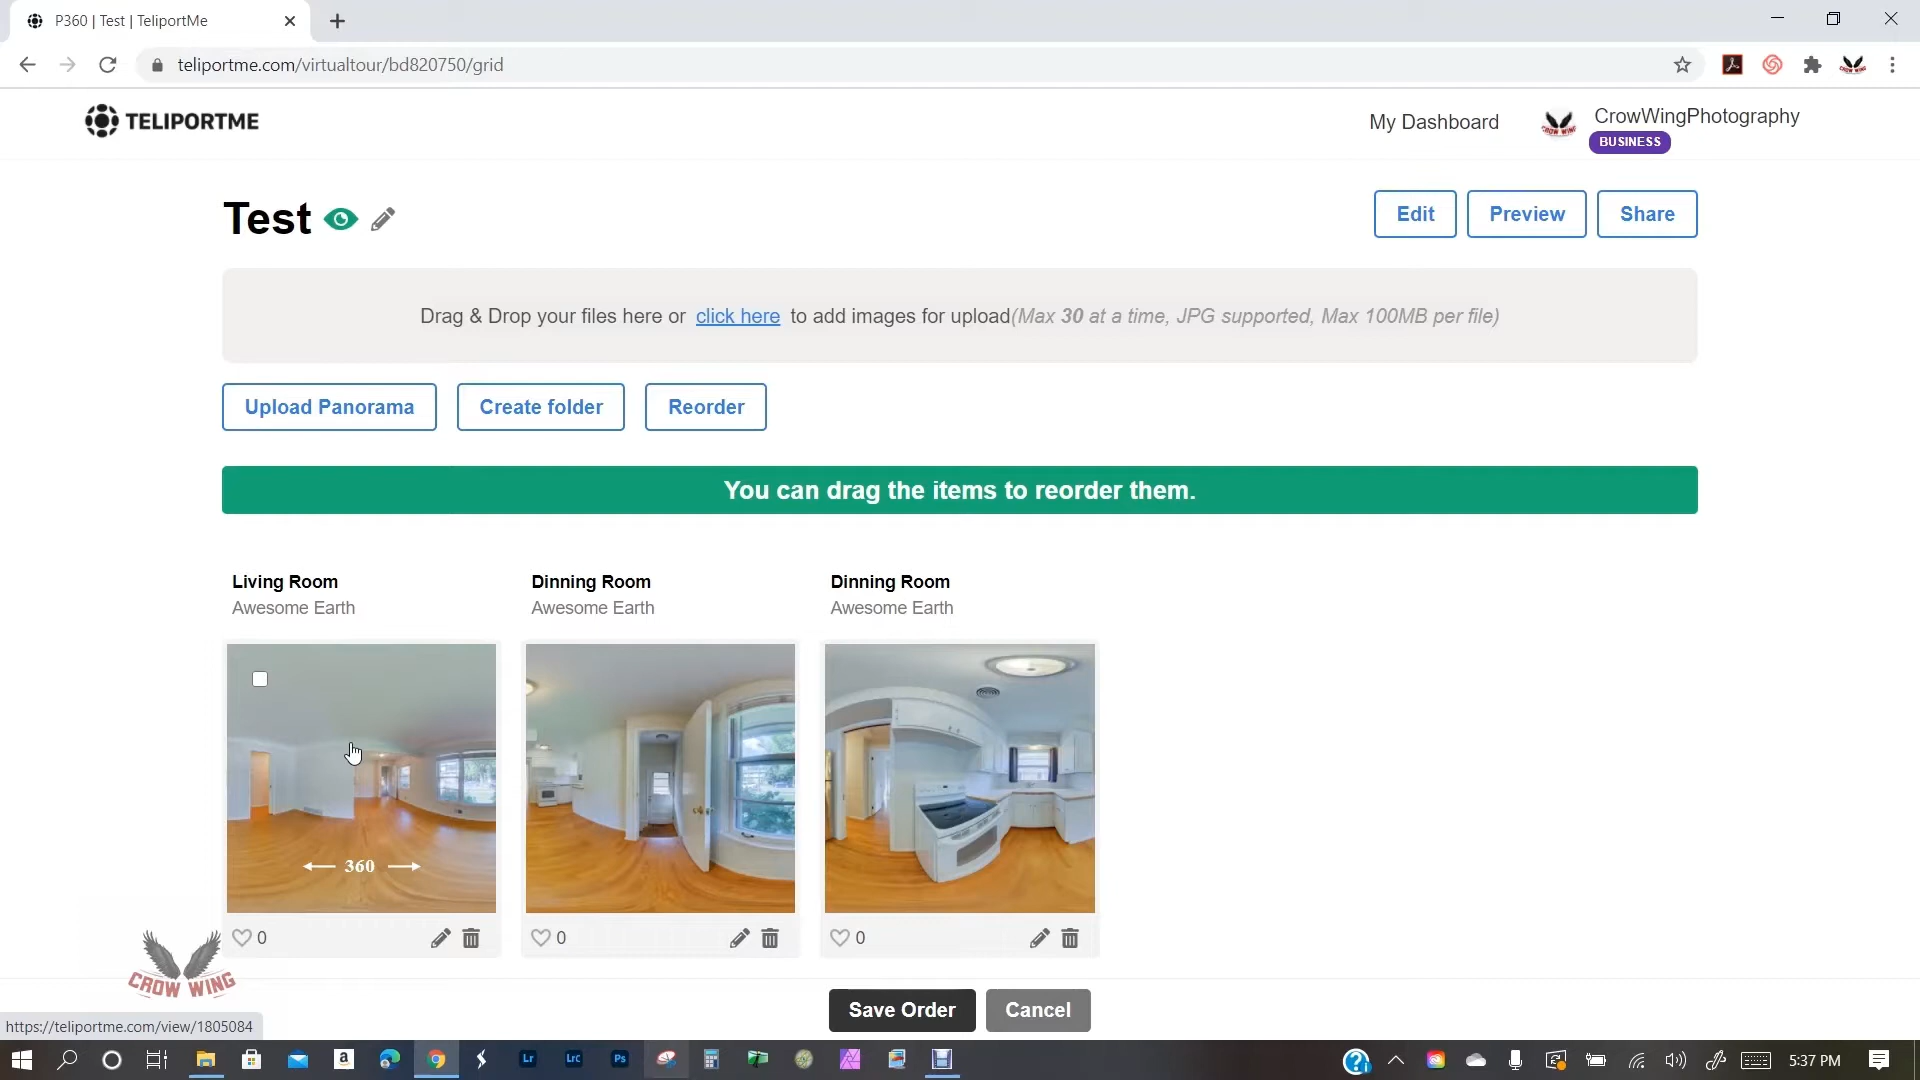 P360 | Test | TeliportMe
teliportme.com/virtualtour/bd820750/grid
TELIPORTME
My Dashboard
CrowWingPhotography
BUSINESS
Test
Edit
Preview
Share
Drag & Drop your files here or click here to add images for upload(Max 30 at a time, JPG supported, Max 100MB per file)
Upload Panorama
Create folder
Reorder
You can drag the items to reorder them.
Living Room
Awesome Earth
Dinning Room
Awesome Earth
Dinning Room
Awesome Earth
360
0
0
0
CROW WING
Save Order
Cancel
https://teliportme.com/view/1805084
a
Lr
Lrc
Ps
5:37 PM